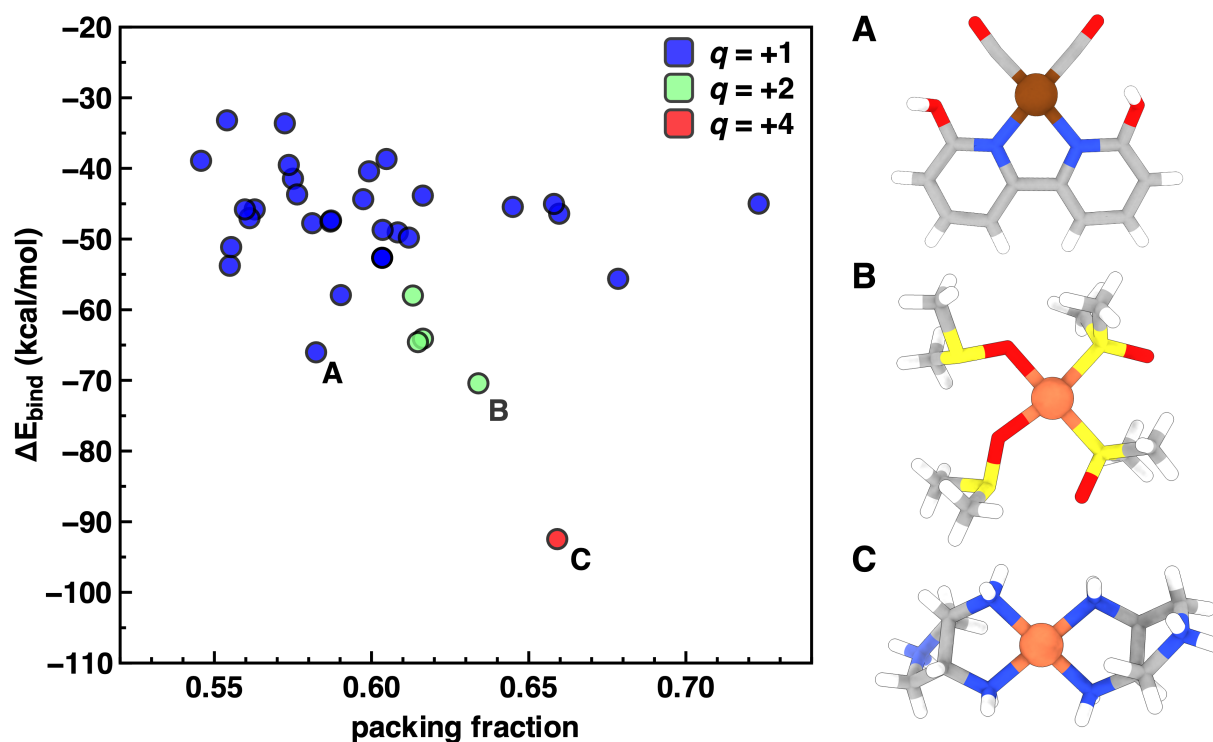 −20
−30
−40
−50
−60
−70
−80
−90
−100
−110
ΔE_bind (kcal/mol)
q = +1
q = +2
q = +4
A
B
C
0.55
0.60
0.65
0.70
packing fraction
A
B
C